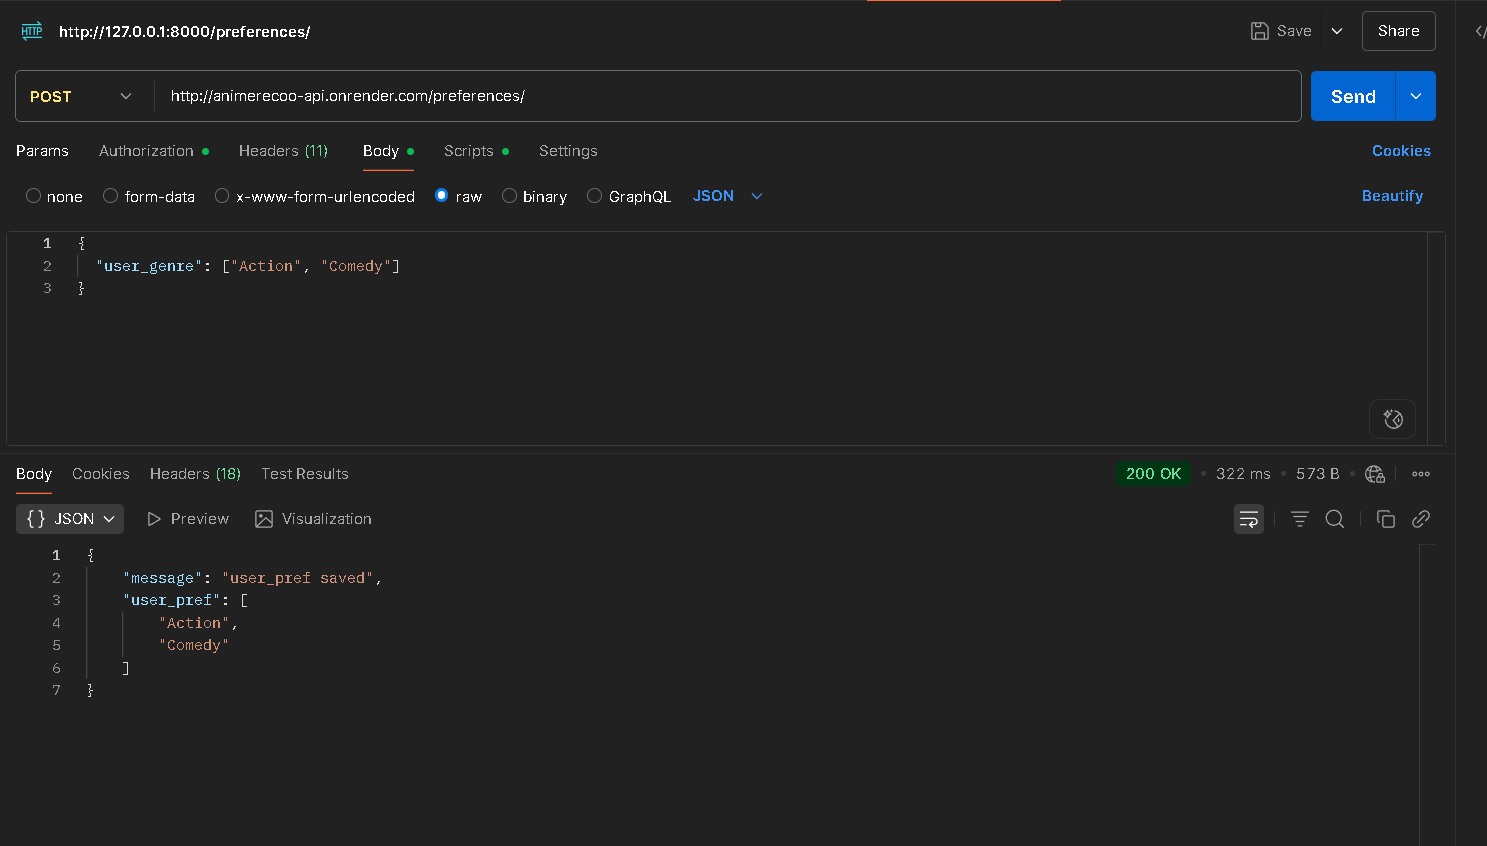 HTTP http://127.0.0.1:8000/preferences/ Save Share
POST http://animerecoo-api.onrender.com/preferences/ Send
Params Authorization Headers (11) Body Scripts Settings Cookies
none form-data x-www-form-urlencoded raw binary GraphQL JSON Beautify
1 {
2 "user_genre": ["Action", "Comedy"]
3 }
Body Cookies Headers (18) Test Results 200 OK • 322 ms • 573 B
{} JSON Preview Visualization
1 {
2 "message": "user_pref saved",
3 "user_pref": [
4 "Action",
5 "Comedy"
6 ]
7 }